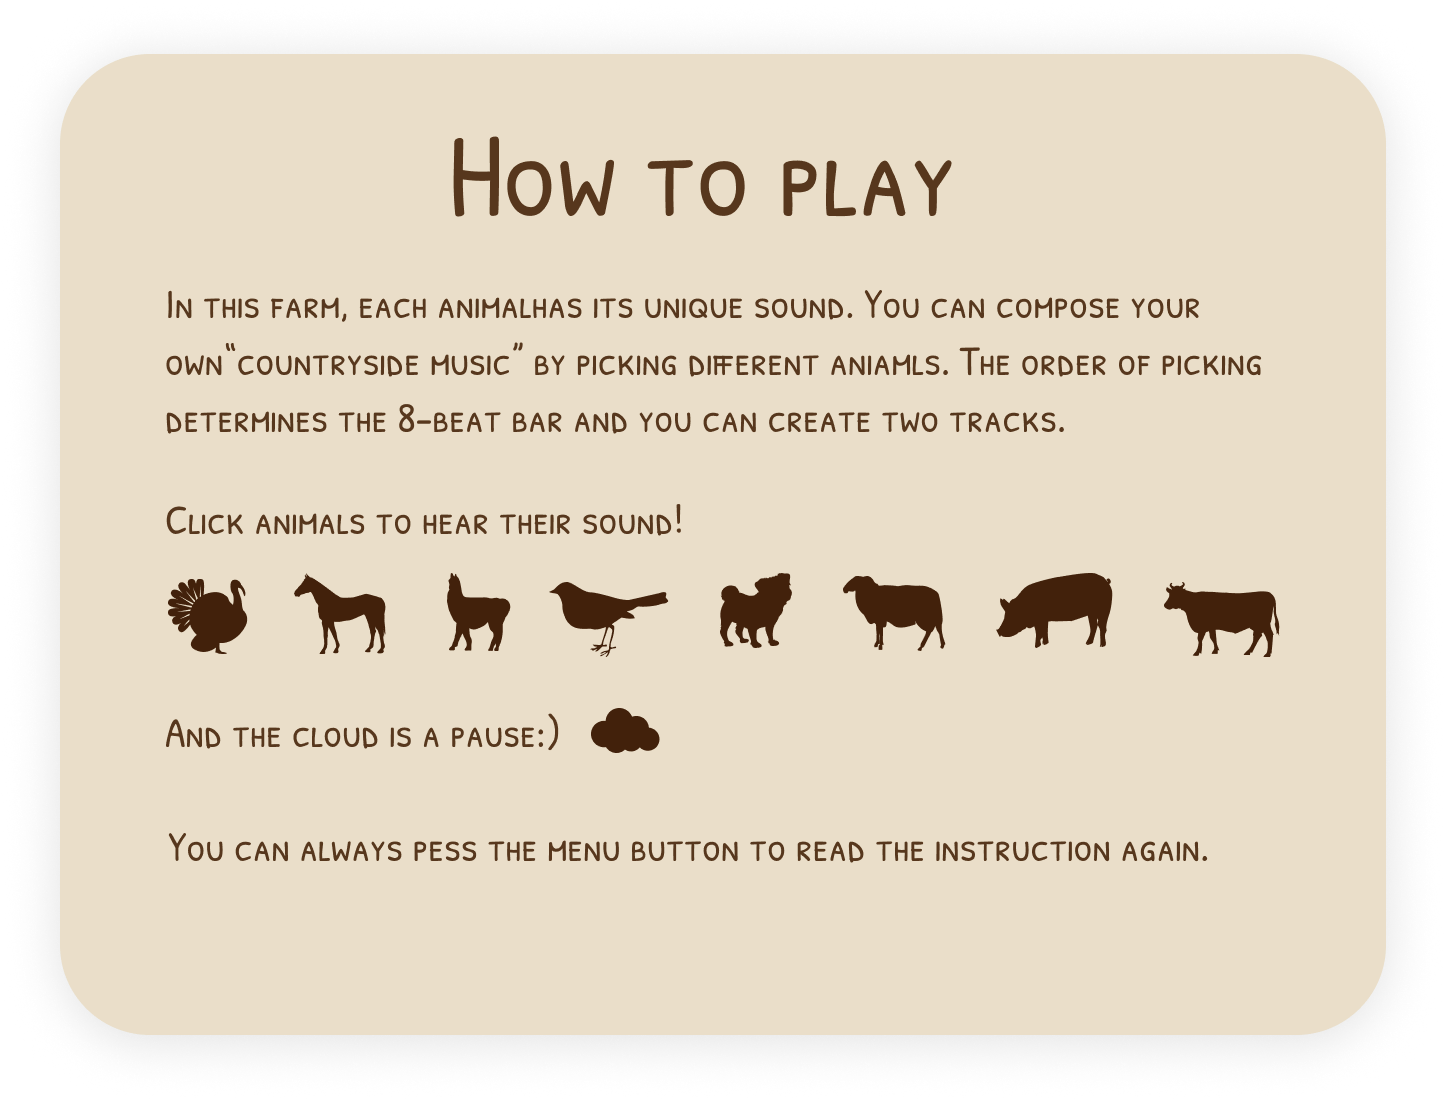 How to play
In this farm, each animalhas its unique sound. You can compose your
own“countryside music” by picking different aniamls. The order of picking
determines the 8-beat bar and you can create two tracks.
Click animals to hear their sound!
And the cloud is a pause:)
You can always pess the menu button to read the instruction again.